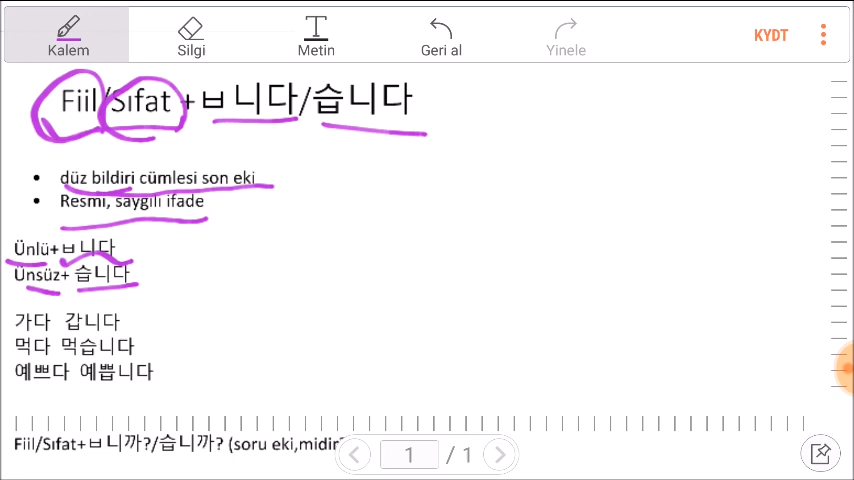 Kalem Silgi Metin Geri al Yinele KYDT
Fiil/Sıfat +ㅂ니다/습니다
• düz bildiri cümlesi son eki
• Resmi, saygılı ifade
Ünlü+ㅂ니다
Ünsüz+ 습니다
가다 갑니다
먹다 먹습니다
예쁘다 예쁩니다
Fiil/Sıfat+ㅂ니까?/습니까? (soru eki,midir?
1 / 1